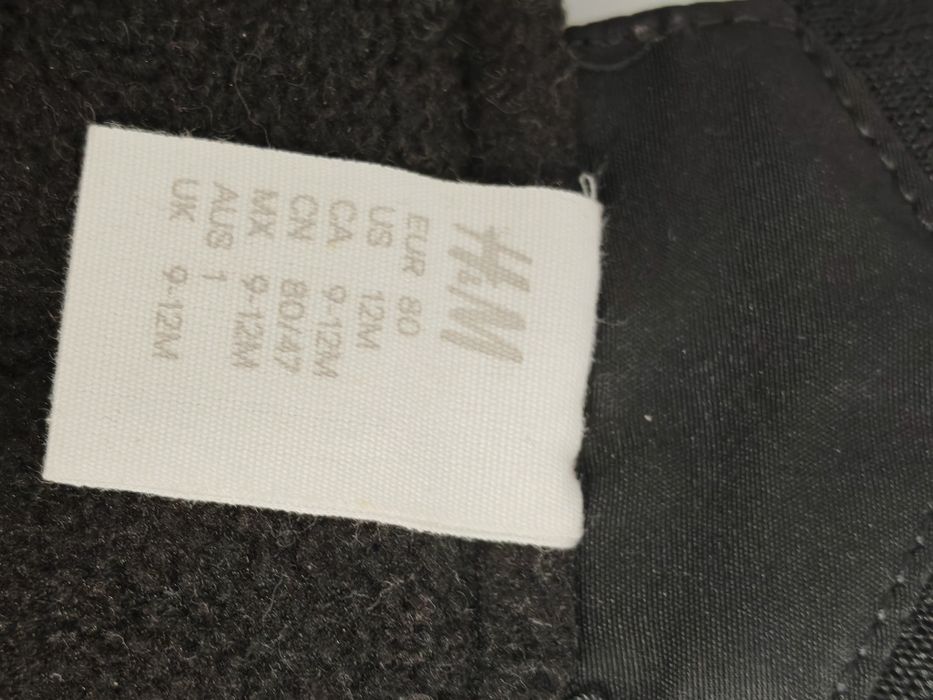 H&M
EUR 80
US 12M
CA 9-12M
CN 80/47
MX 9-12M
AUS 1
UK 9-12M